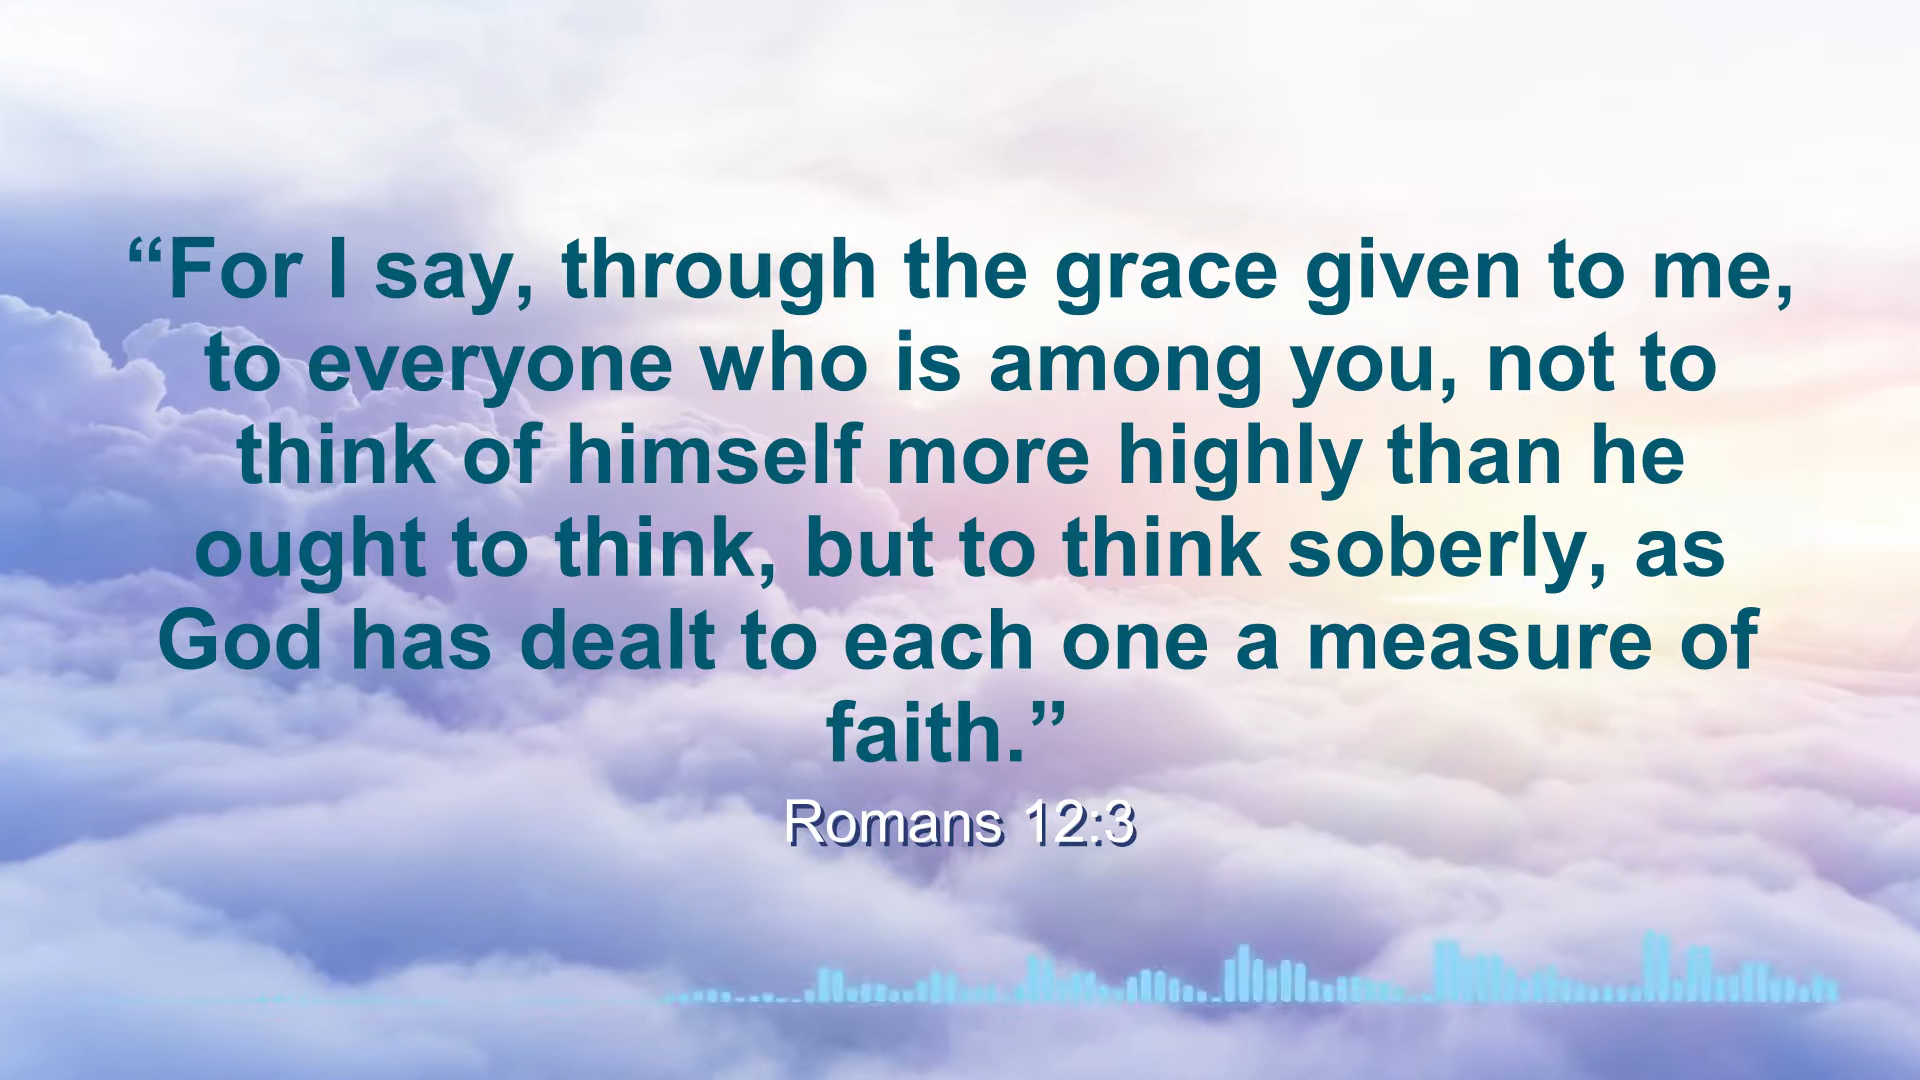 “For I say, through the grace given to me,
to everyone who is among you, not to
think of himself more highly than he
ought to think, but to think soberly, as
God has dealt to each one a measure of
faith.”
Romans 12:3